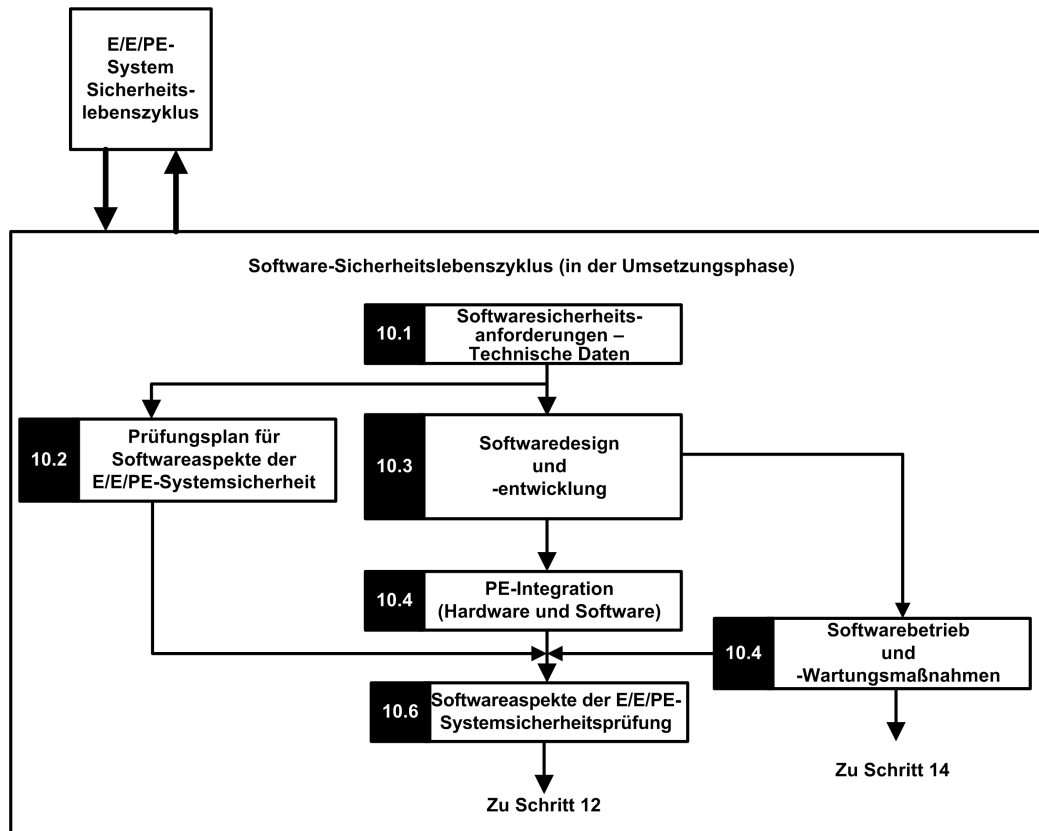 E/E/PE-
System
Sicherheits-
lebenszyklus
Software-Sicherheitslebenszyklus (in der Umsetzungsphase)
10.1
Softwaresicherheits-
anforderungen –
Technische Daten
10.2
Prüfungsplan für
Softwareaspekte der
E/E/PE-Systemsicherheit
10.3
Softwaredesign
und
-entwicklung
10.4
PE-Integration
(Hardware und Software)
10.4
Softwarebetrieb
und
-Wartungsmaßnahmen
10.6
Softwareaspekte der E/E/PE-
Systemsicherheitsprüfung
Zu Schritt 14
Zu Schritt 12